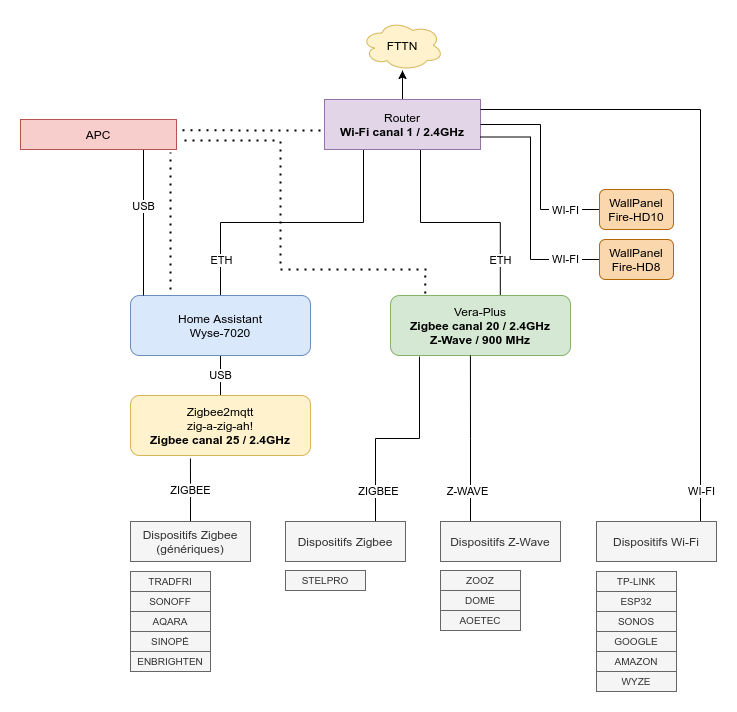 FTTN
Router
Wi-Fi canal 1 / 2.4GHz
APC
USB
WI-FI
WallPanel
Fire-HD10
WI-FI
WallPanel
Fire-HD8
ETH
ETH
Home Assistant
Wyse-7020
Vera-Plus
Zigbee canal 20 / 2.4GHz
Z-Wave / 900 MHz
USB
Zigbee2mqtt
zig-a-zig-ah!
Zigbee canal 25 / 2.4GHz
ZIGBEE
ZIGBEE
Z-WAVE
WI-FI
Dispositifs Zigbee
(génériques)
Dispositifs Zigbee
Dispositifs Z-Wave
Dispositifs Wi-Fi
TRADFRI
SONOFF
AQARA
SINOPÉ
ENBRIGHTEN
STELPRO
ZOOZ
DOME
AOETEC
TP-LINK
ESP32
SONOS
GOOGLE
AMAZON
WYZE